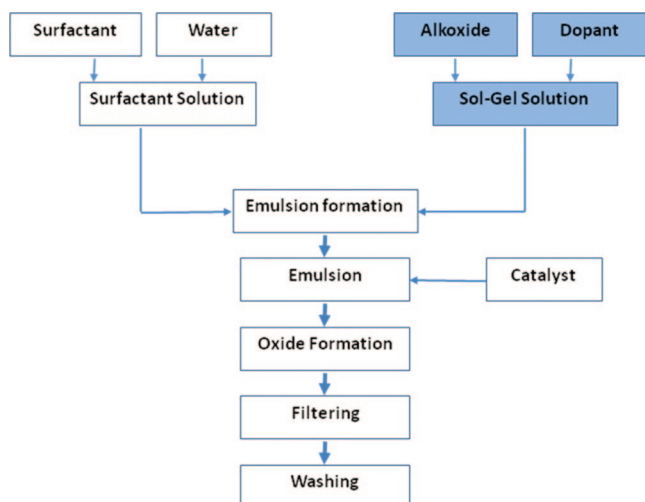 Surfactant
Water
Alkoxide
Dopant
Surfactant Solution
Sol-Gel Solution
Emulsion formation
Emulsion
Catalyst
Oxide Formation
Filtering
Washing